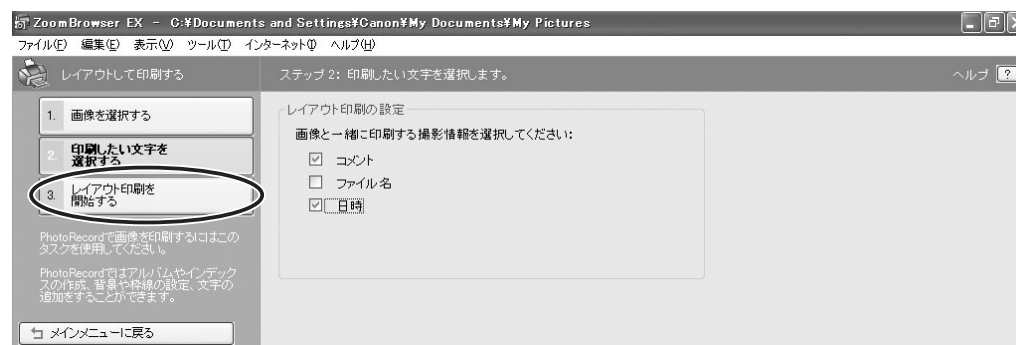 ZoomBrowser EX - C:¥Documents and Settings¥Canon¥My Documents¥My Pictures
ファイル(F) 編集(E) 表示(V) ツール(T) インターネット(I) ヘルプ(H)
レイアウトして印刷する
ステップ 2: 印刷したい文字を選択します。
ヘルプ ?
1. 画像を選択する
2. 印刷したい文字を
選択する
3. レイアウト印刷を
開始する
PhotoRecordで画像を印刷するにはこの
タスクを使用してください。
PhotoRecordではアルバムやインデック
スの作成、背景や枠線の設定、文字の
追加をすることができます。
メインメニューに戻る
レイアウト印刷の設定
画像と一緒に印刷する撮影情報を選択してください:
コメント
ファイル名
日時